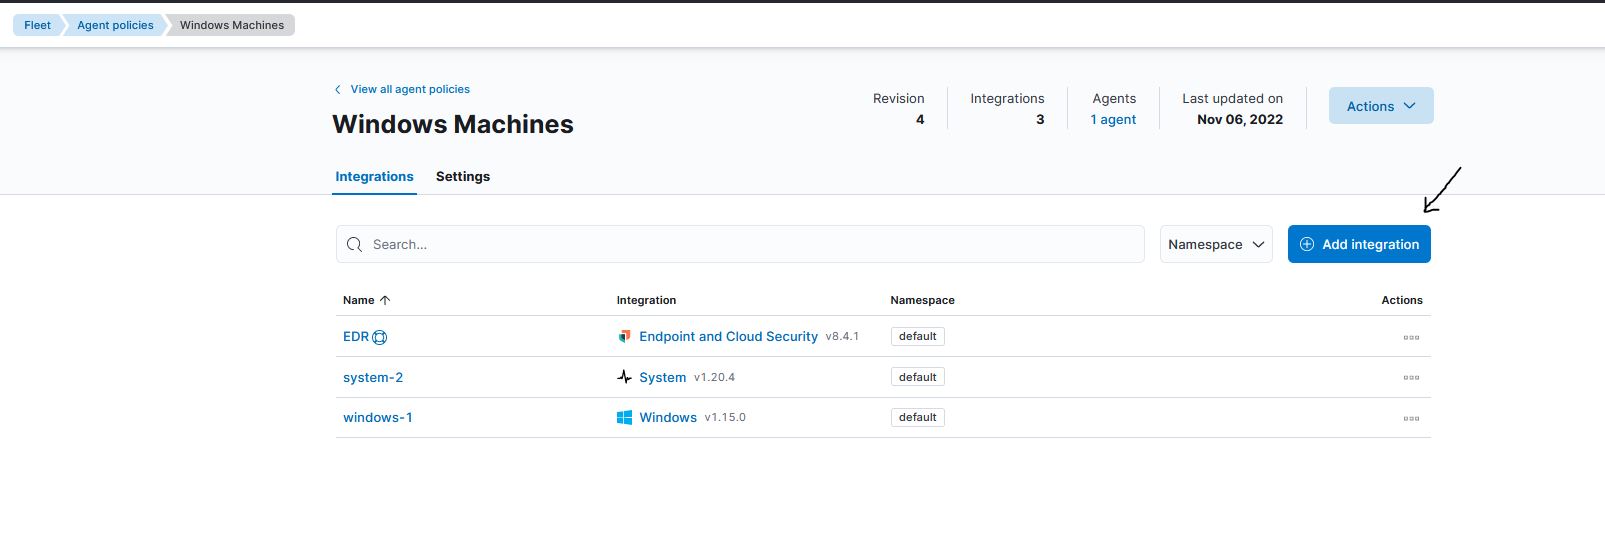 Fleet Agent policies Windows Machines
View all agent policies
Windows Machines
Revision Integrations Agents Last updated on
4 3 1 agent Nov 06, 2022
Actions
Integrations Settings
Search... Namespace Add integration
Name Integration Namespace Actions
EDR Endpoint and Cloud Security v8.4.1 default
system-2 System v1.20.4 default
windows-1 Windows v1.15.0 default